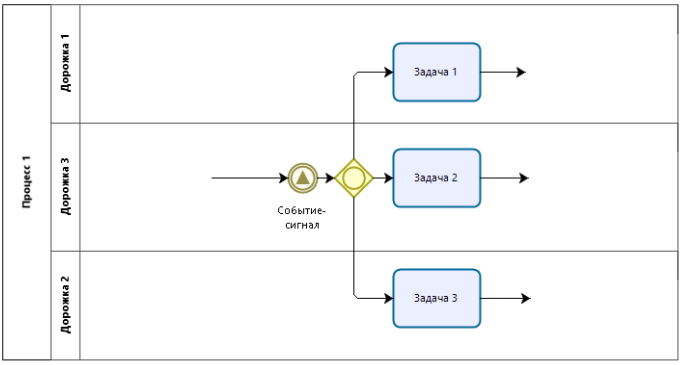 Процесс 1
Дорожка 1
Задача 1
Дорожка 3
Событие-
сигнал
Задача 2
Дорожка 2
Задача 3